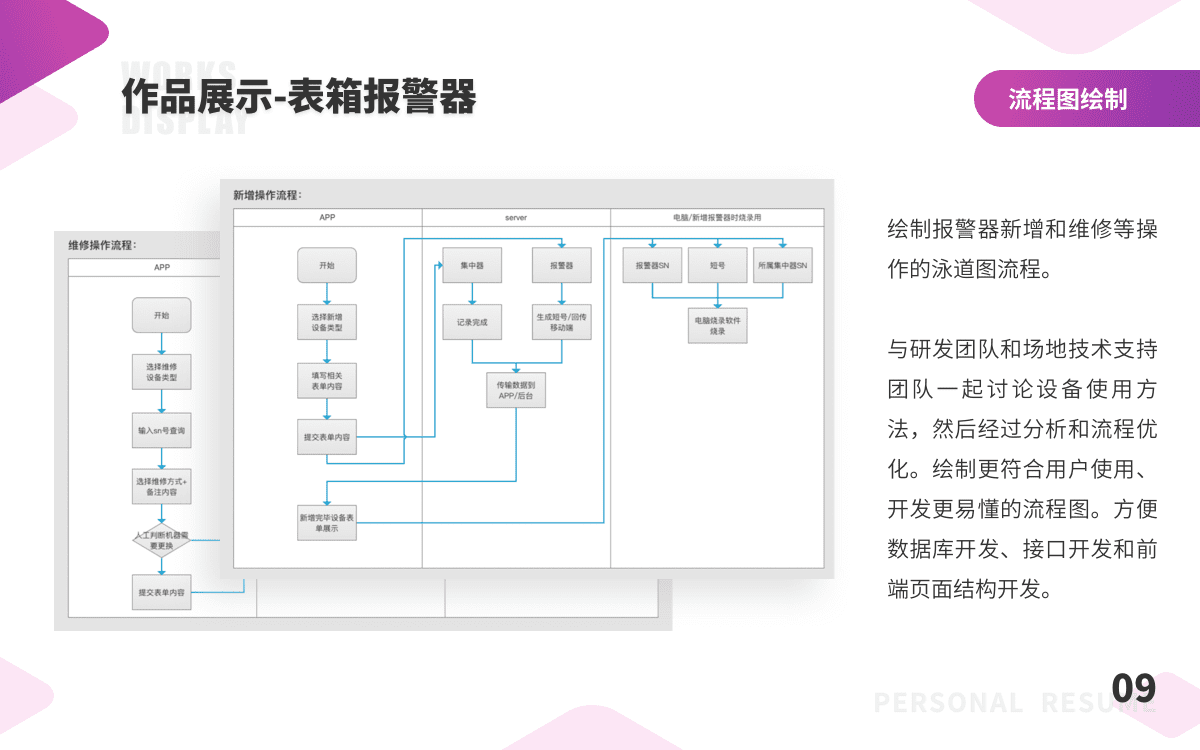 WORKS
DISPLAY
作品展示-表箱报警器
流程图绘制
维修操作流程：
APP
开始
选择维修
设备类型
输入sn号查询
选择维修方式+
备注内容
人工判断机器需
要更换
提交表单内容
新增操作流程：
APP
server
电脑/新增报警器时烧录用
开始
选择新增
设备类型
填写相关
表单内容
提交表单内容
新增完毕设备表
单展示
集中器
报警器
记录完成
生成短号/回传
移动端
传输数据到
APP/后台
报警器SN
短号
所属集中器SN
电脑烧录软件
烧录
绘制报警器新增和维修等操
作的泳道图流程。
与研发团队和场地技术支持
团队一起讨论设备使用方
法，然后经过分析和流程优
化。绘制更符合用户使用、
开发更易懂的流程图。方便
数据库开发、接口开发和前
端页面结构开发。
PERSONAL RESUME
09